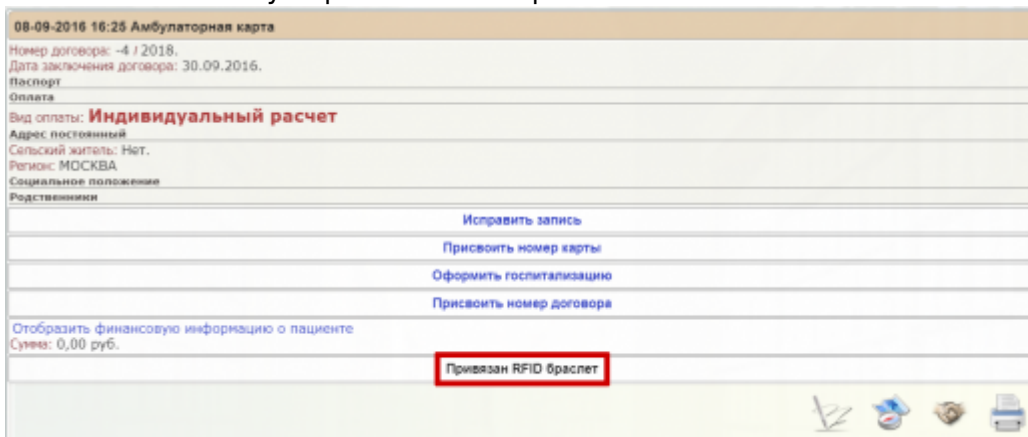 08-09-2016 16:25 Амбулаторная карта
Номер договора: -4 / 2018.
Дата заключения договора: 30.09.2016.
Паспорт
Оплата
Вид оплаты: Индивидуальный расчет
Адрес постоянный
Сельский житель: Нет.
Регион: МОСКВА
Социальное положение
Родственники
Исправить запись
Присвоить номер карты
Оформить госпитализацию
Присвоить номер договора
Отобразить финансовую информацию о пациенте
Сумма: 0,00 руб.
Привязан RFID браслет